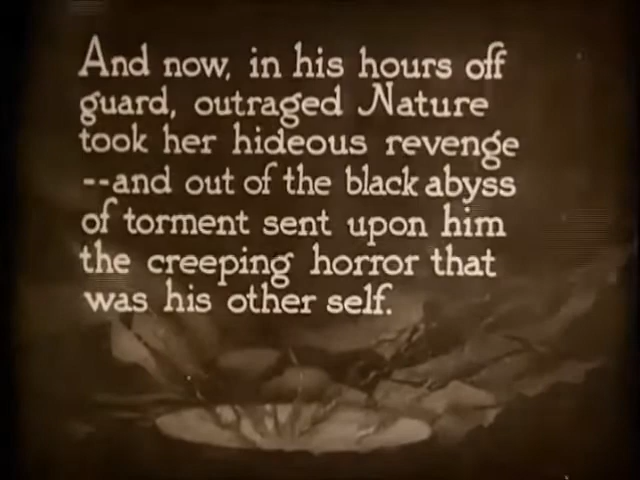 And now, in his hours off
guard, outraged Nature
took her hideous revenge
--and out of the black abyss
of torment sent upon him
the creeping horror that
was his other self.